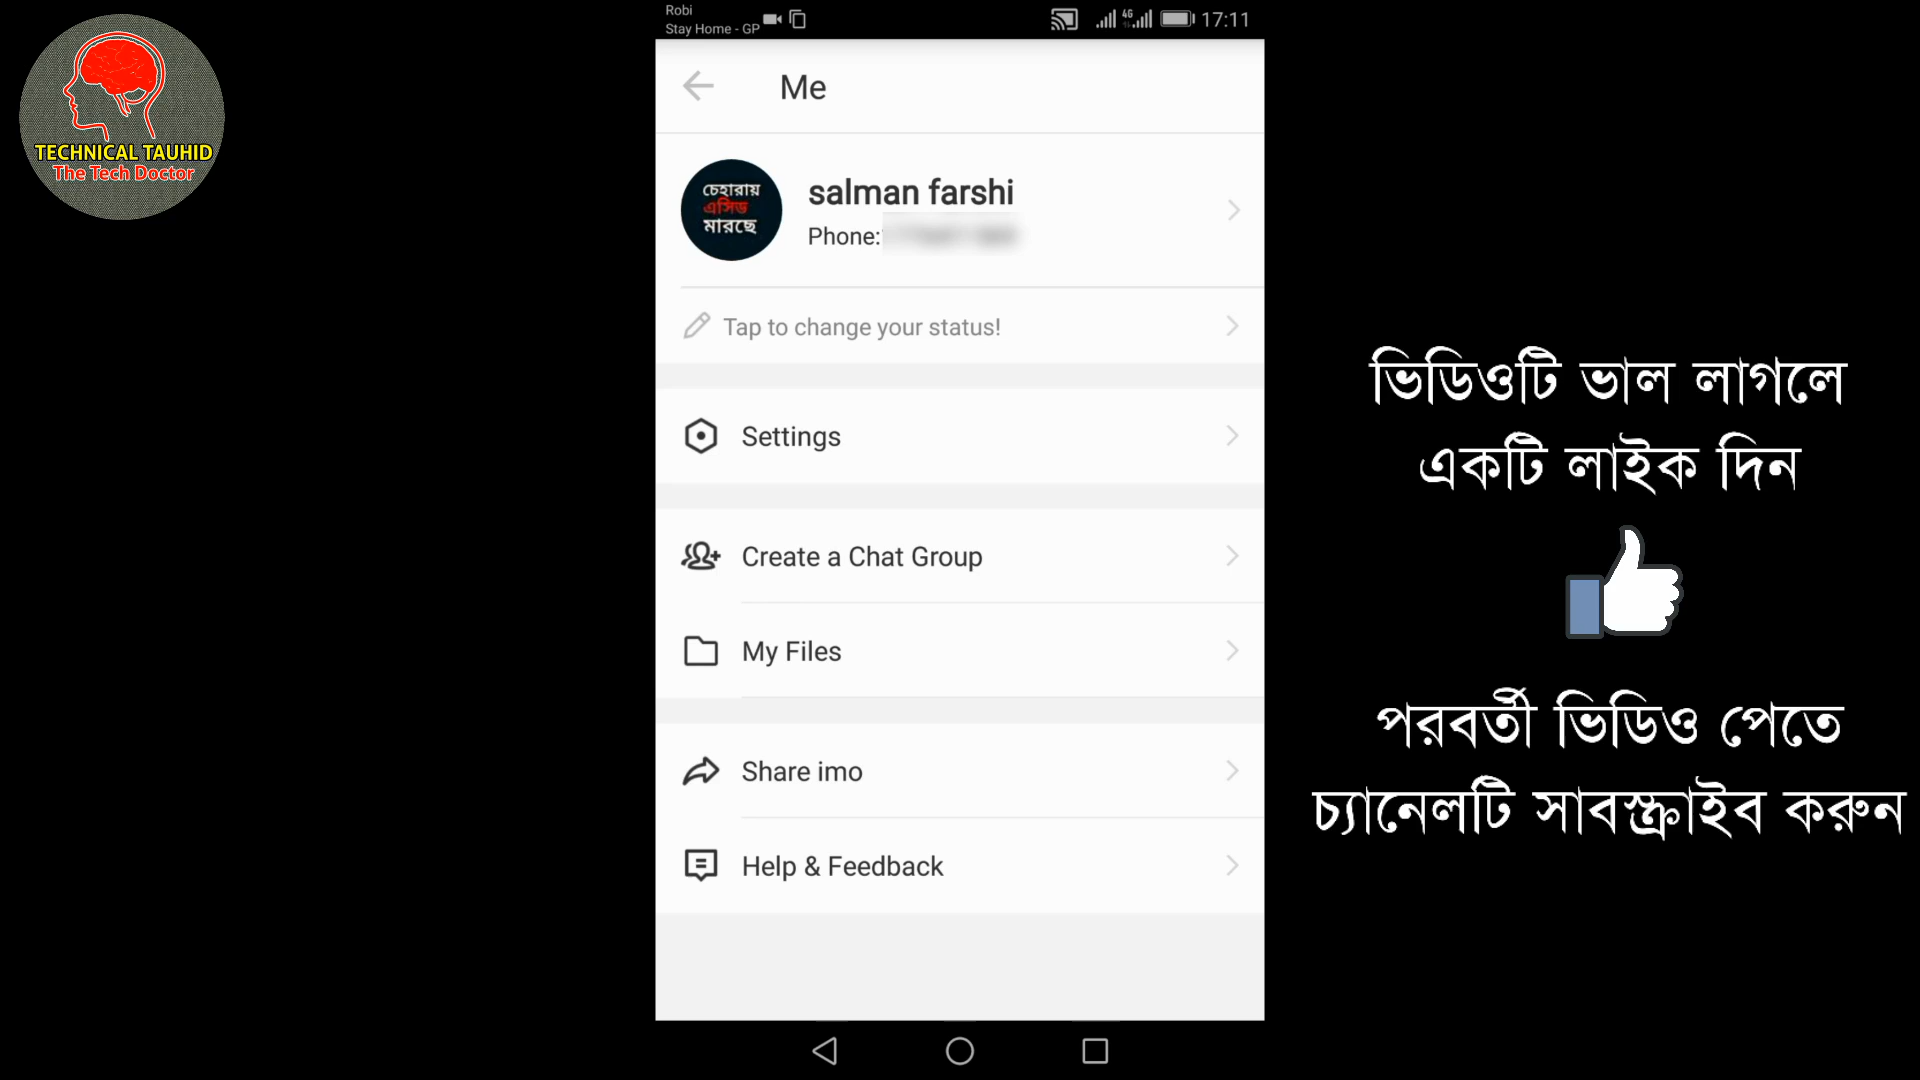 TECHNICAL TAUHID
The Tech Doctor
Robi
Stay Home - GP
4G
17:11
Me
চেহারায়
এসিড
মারছে
salman farshi
Phone:
Tap to change your status!
Settings
Create a Chat Group
My Files
Share imo
Help & Feedback
ভিডিওটি ভাল লাগলে
একটি লাইক দিন
পরবর্তী ভিডিও পেতে
চ্যানেলটি সাবস্ক্রাইব করুন